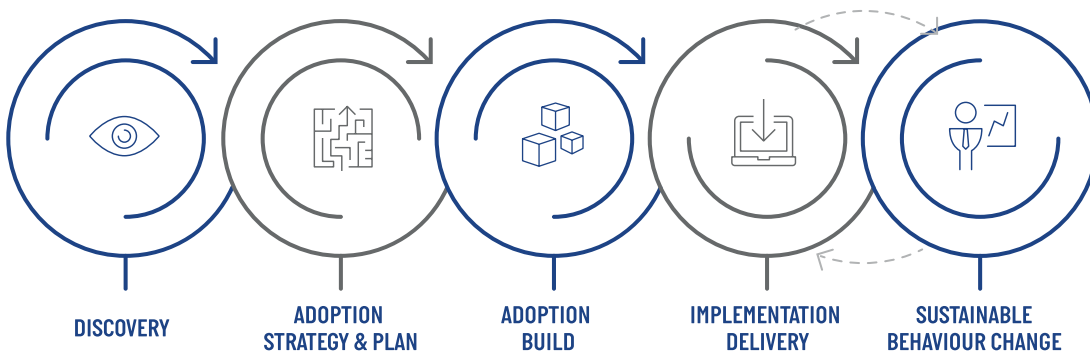 DISCOVERY
ADOPTION
STRATEGY & PLAN
ADOPTION
BUILD
IMPLEMENTATION
DELIVERY
SUSTAINABLE
BEHAVIOUR CHANGE